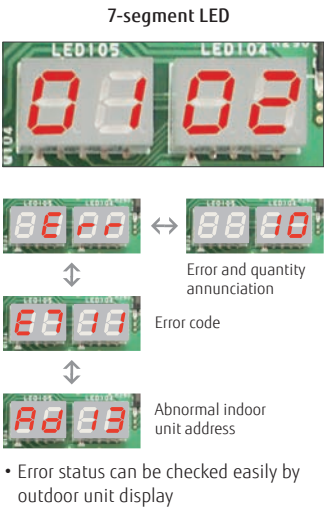 7-segment LED
LED105 LED104
01 02
Err ↔ 10
Error and quantity
annunciation
E7 11
Error code
Ad 13
Abnormal indoor
unit address
• Error status can be checked easily by
outdoor unit display